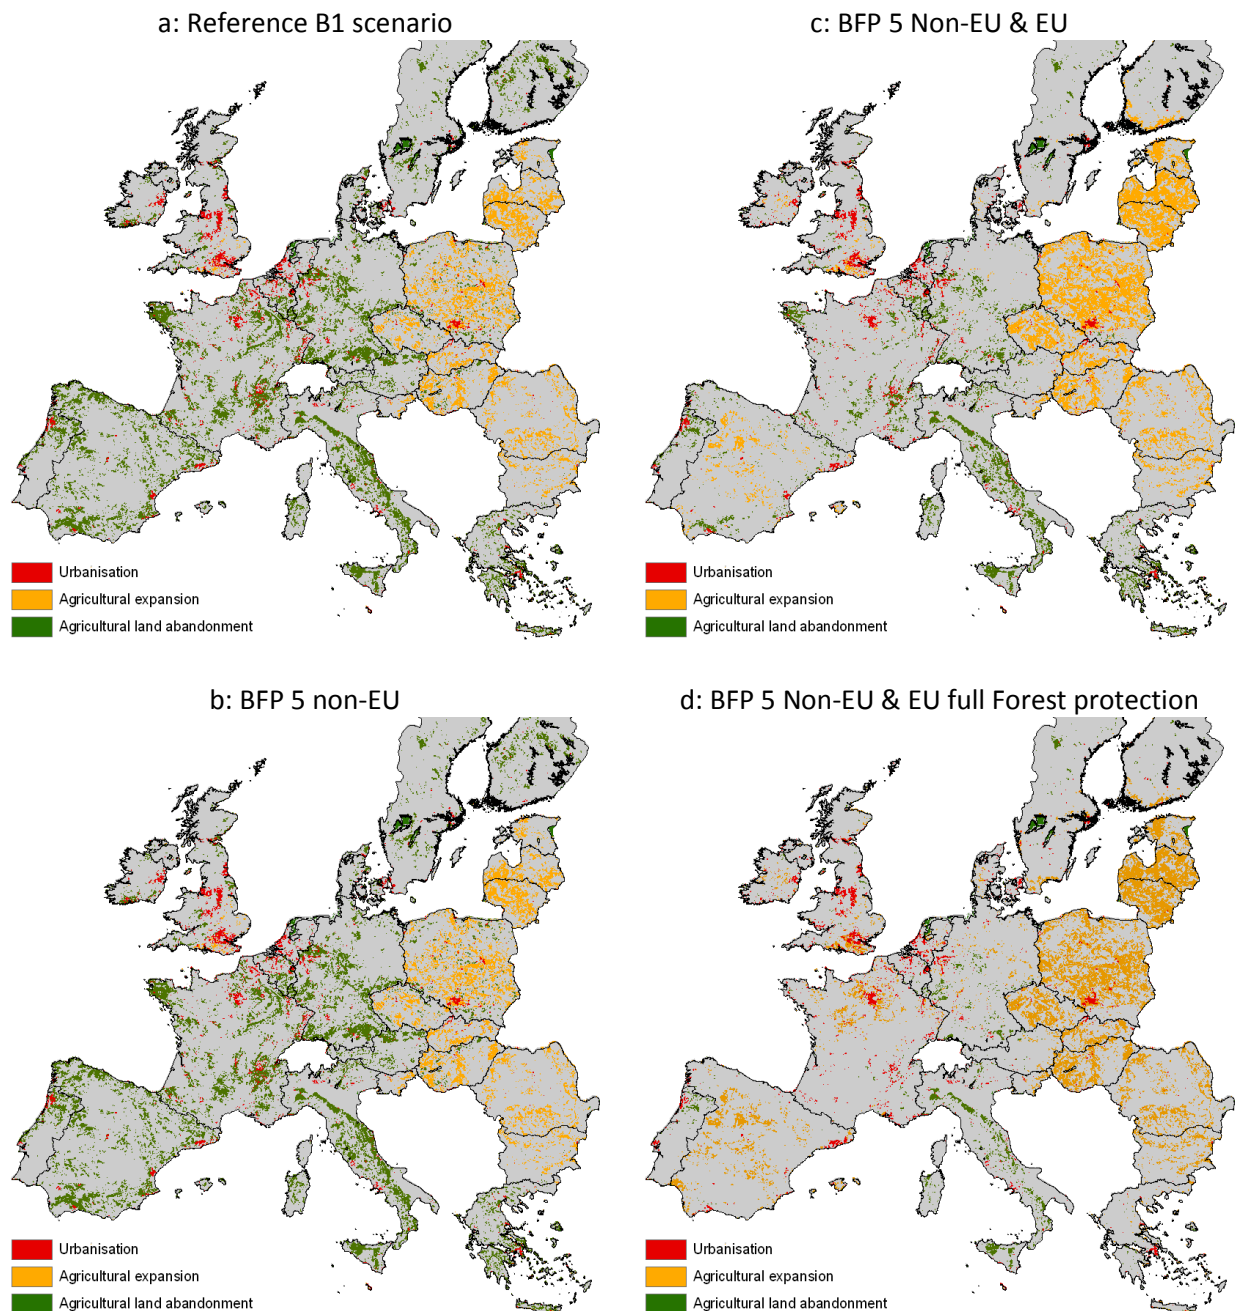 a: Reference B1 scenario
Urbanisation
Agricultural expansion
Agricultural land abandonment
c: BFP 5 Non-EU & EU
Urbanisation
Agricultural expansion
Agricultural land abandonment
b: BFP 5 non-EU
Urbanisation
Agricultural expansion
Agricultural land abandonment
d: BFP 5 Non-EU & EU full Forest protection
Urbanisation
Agricultural expansion
Agricultural land abandonment